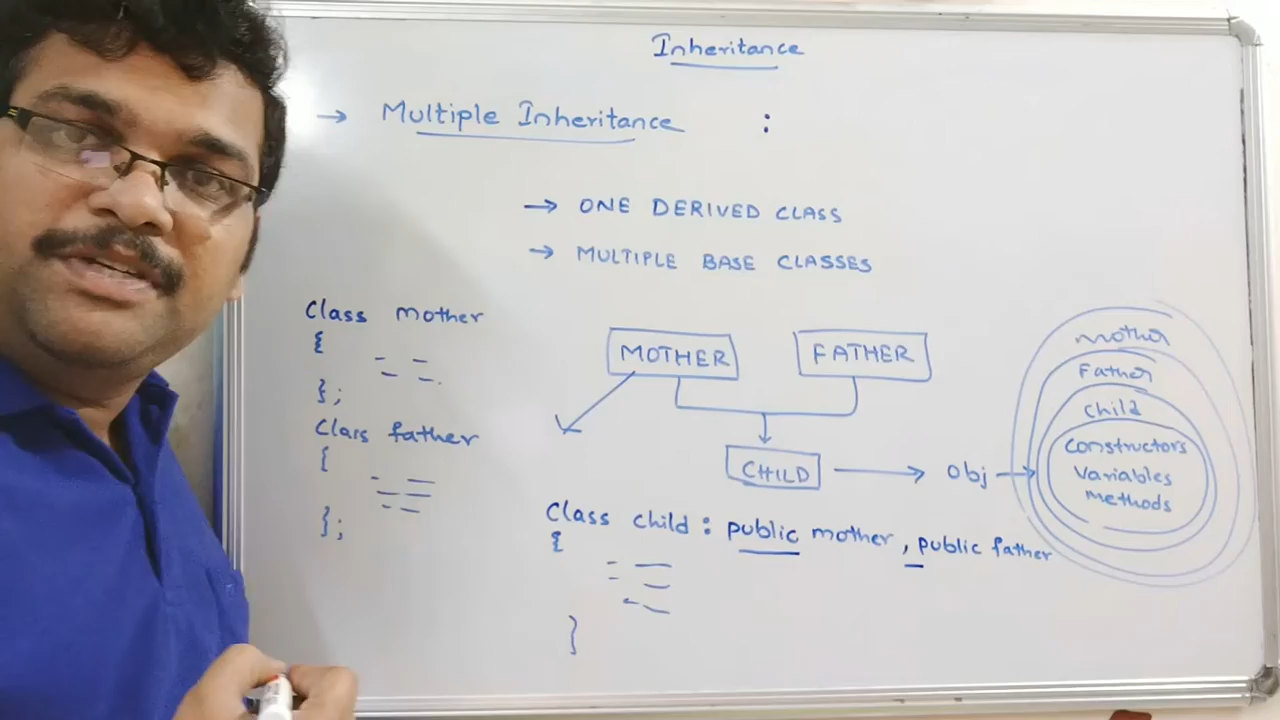 Inheritance
→ Multiple Inheritance :
→ ONE DERIVED CLASS
→ MULTIPLE BASE CLASSES
Class mother
{
};
Class father
{
};
MOTHER
FATHER
CHILD
Obj
mother
Father
child
Constructors
Variables
methods
Class child : public mother, public father
{
}